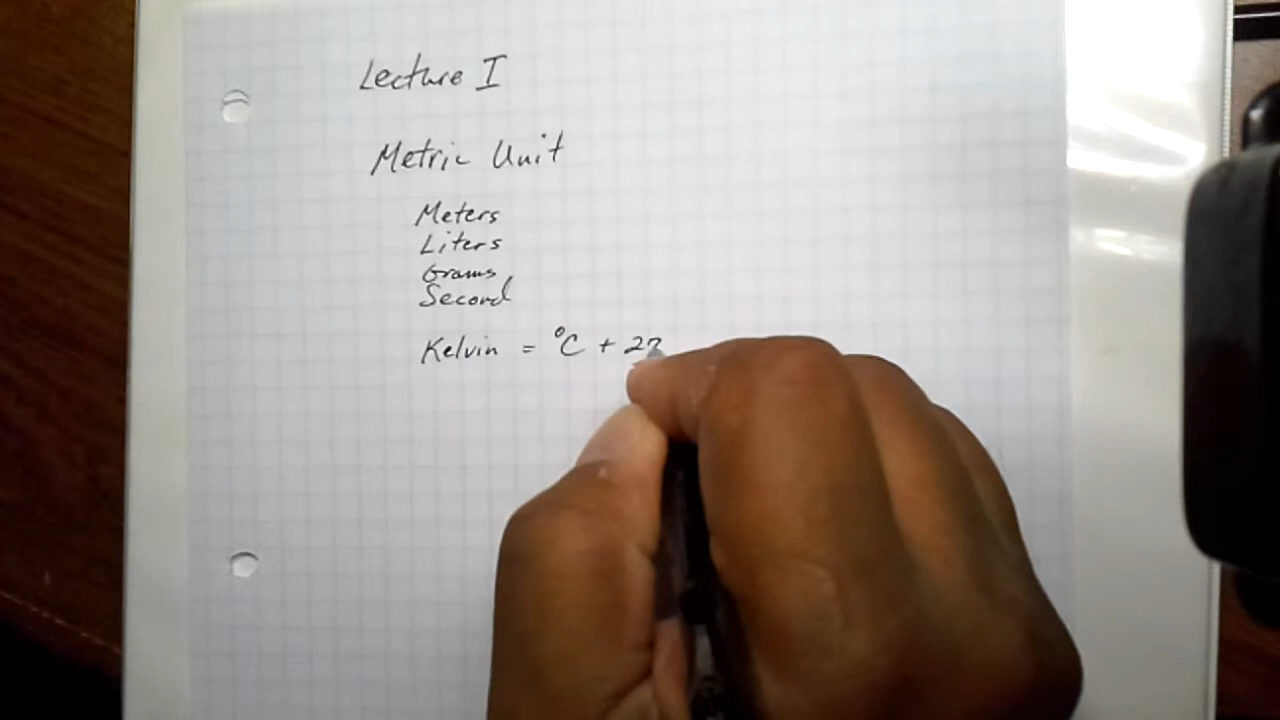 Lecture I
Metric Unit
Meters
Liters
Grams
Second
Kelvin = °C + 27